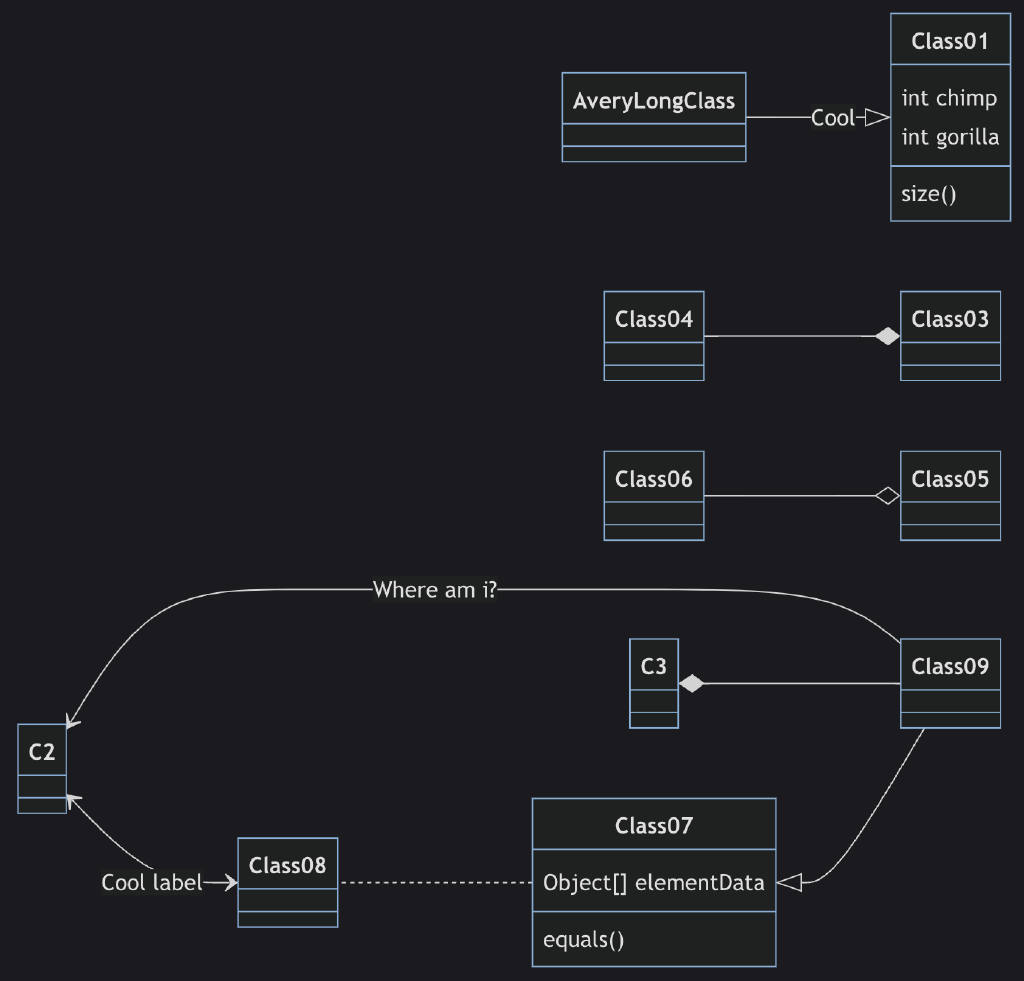 Class01
AveryLongClass
int chimp
Cool
int gorilla
size()
Class04
Class03
Class06
Class05
Where am i?
C3
Class09
C2
Class07
Class08
Cool label
Object[] elementData
equals()